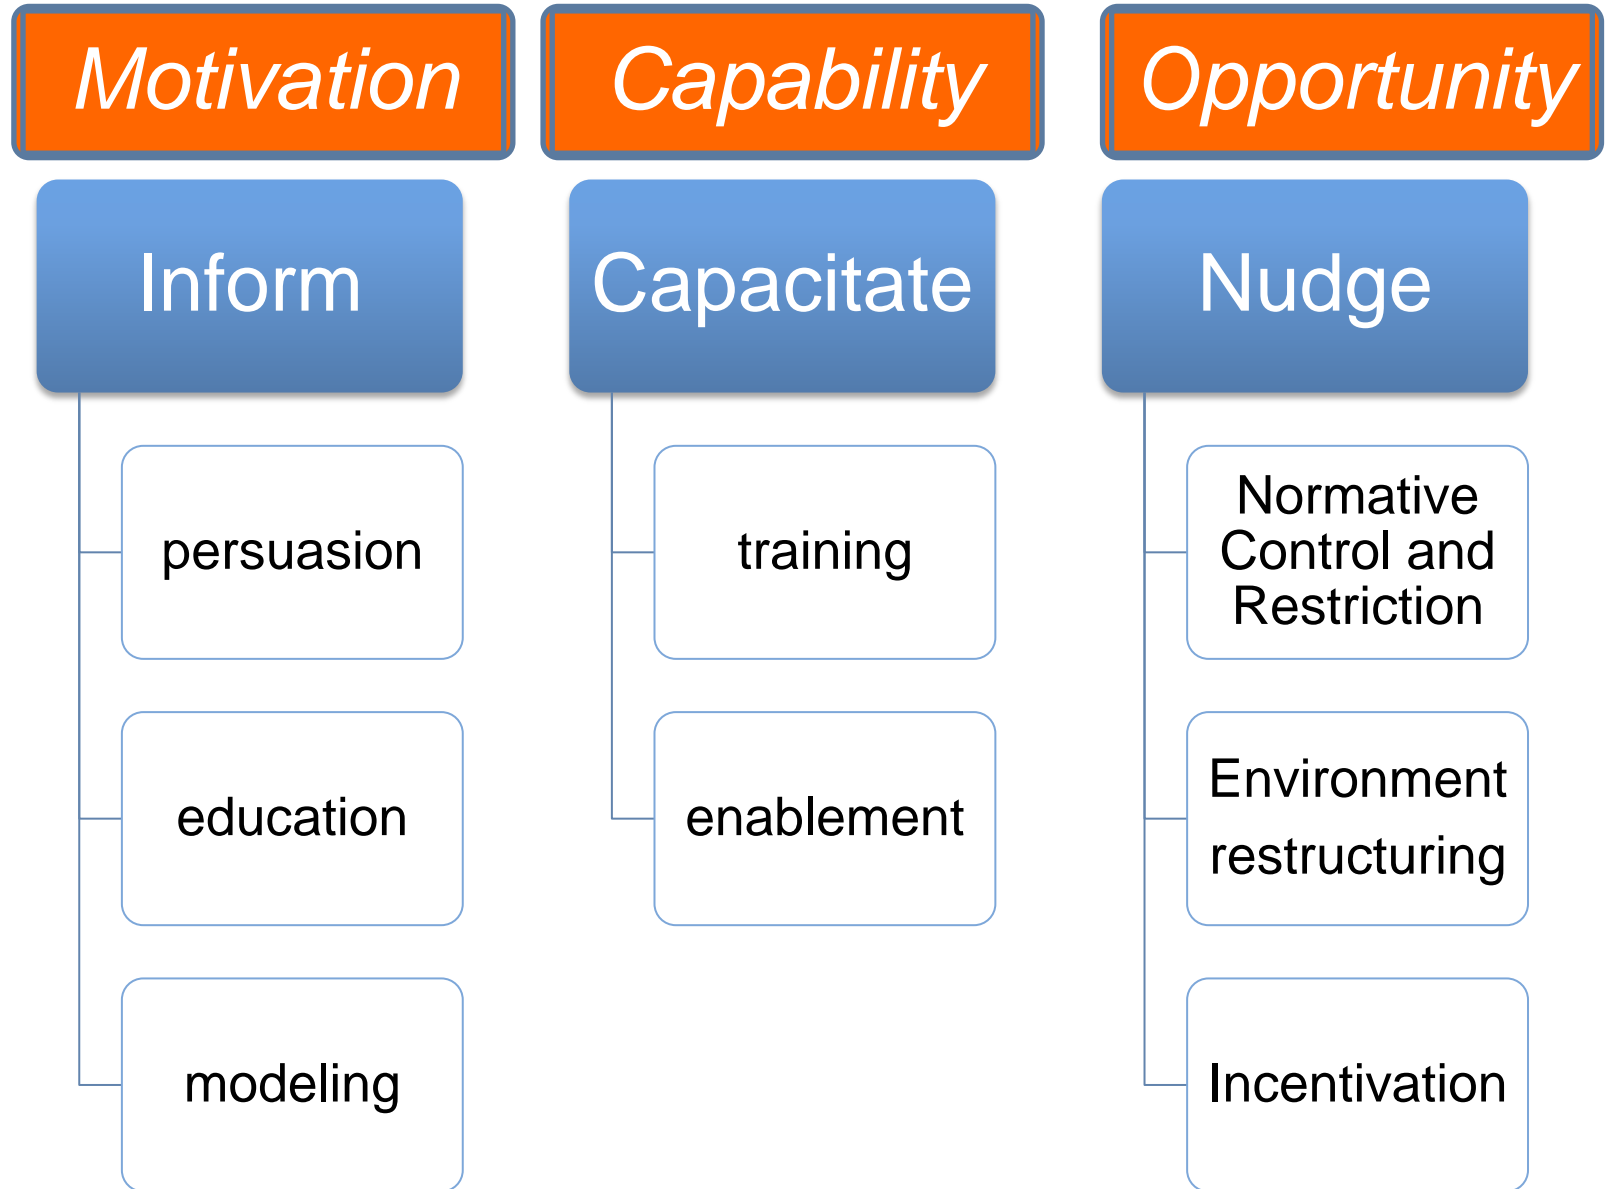 Motivation
Capability
Opportunity
Inform
Capacitate
Nudge
persuasion
education
modeling
training
enablement
Normative
Control and
Restriction
Environment
restructuring
Incentivation